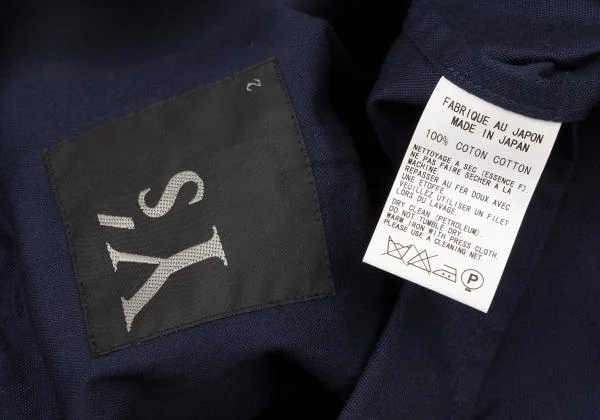 Y's
2
FABRIQUE AU JAPON
MADE IN JAPAN
100% COTON COTTON
NETTOYAGE A SEC (ESSENCE F).
NE PAS FAIRE SECHER A LA
MACHINE
REPASSER AU FER DOUX AVEC
UNE ETOFFE.
VEUILLEZ UTILISER UN FILET
LORS DU LAVAGE.
DRY CLEAN (PETROLEUM).
DO NOT TUMBLE DRY.
WARM IRON WITH PRESS CLOTH.
PLEASE USE A CLEANING NET.
P